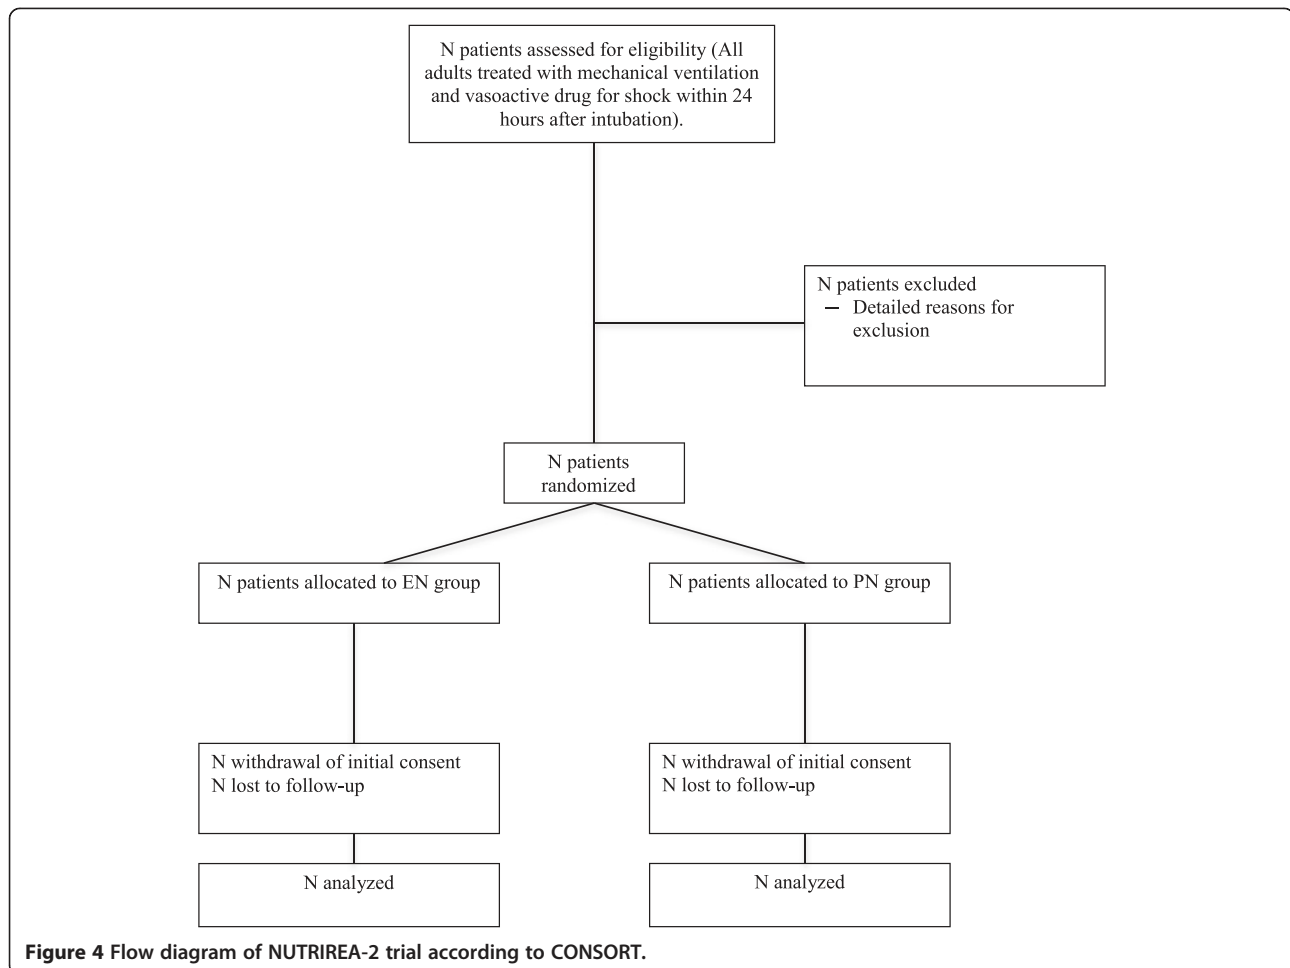 N patients assessed for eligibility (All
adults treated with mechanical ventilation
and vasoactive drug for shock within 24
hours after intubation).
N patients excluded
— Detailed reasons for
exclusion
N patients
randomized
N patients allocated to EN group
N patients allocated to PN group
N withdrawal of initial consent
N lost to follow-up
N withdrawal of initial consent
N lost to follow-up
N analyzed
N analyzed
Figure 4 Flow diagram of NUTRIREA-2 trial according to CONSORT.